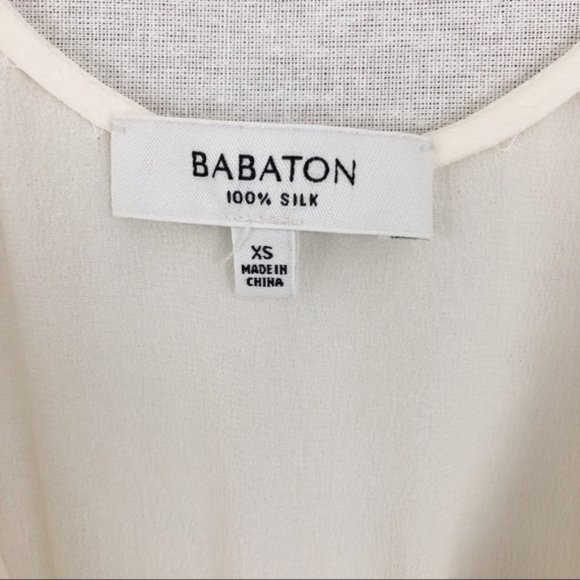 BABATON
100% SILK
XS
MADE IN
CHINA